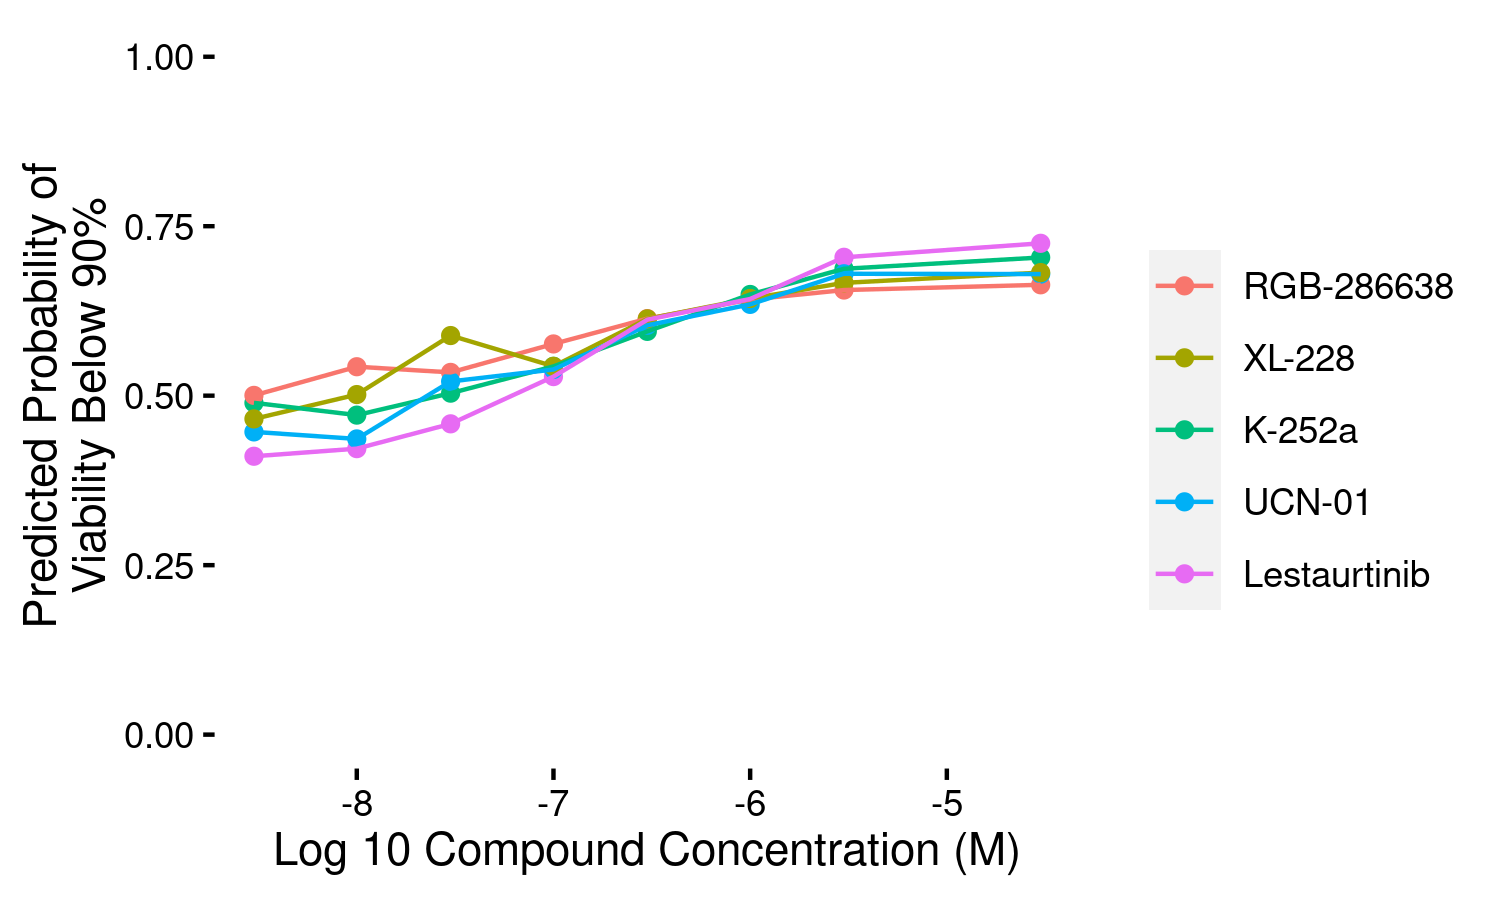 Predicted Probability of
Viability Below 90%
1.00
0.75
0.50
0.25
0.00
-8
-7
-6
-5
Log 10 Compound Concentration (M)
RGB-286638
XL-228
K-252a
UCN-01
Lestaurtinib